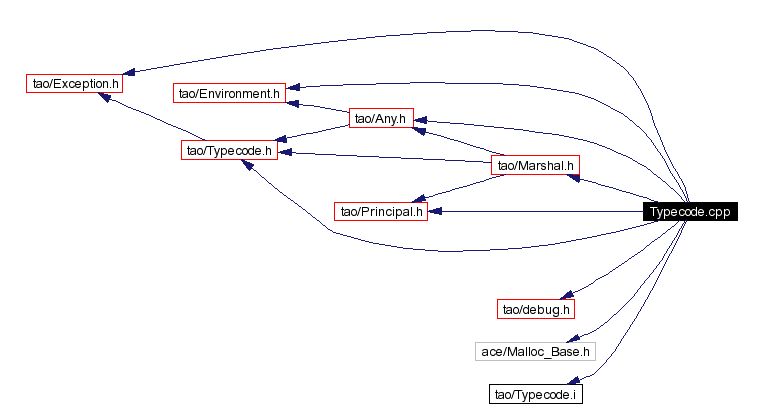 tao/Exception.h
tao/Environment.h
tao/Any.h
tao/Typecode.h
tao/Marshal.h
tao/Principal.h
Typecode.cpp
tao/debug.h
ace/Malloc_Base.h
tao/Typecode.i